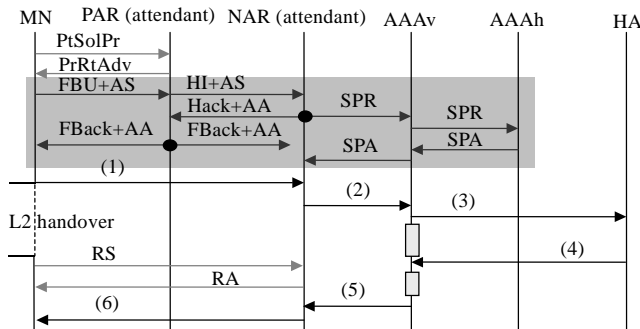 MN PAR (attendant) NAR (attendant) AAAv AAAh HA
PtSolPr
PrRtAdv
FBU+AS HI+AS
Hack+AA SPR SPR
FBack+AA FBack+AA SPA SPA
(1)
(2) (3)
L2 handover
(4)
RS
RA (5)
(6)